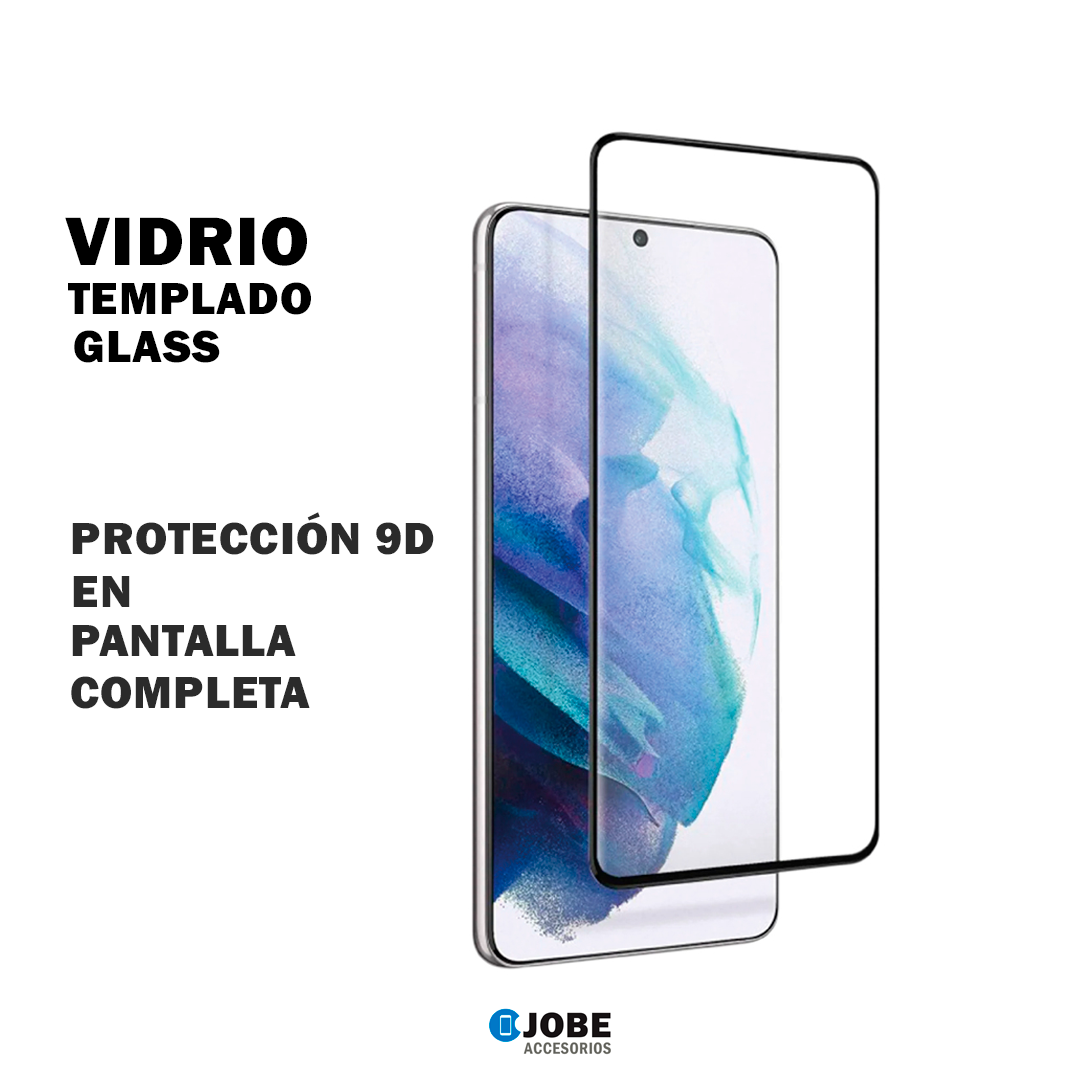 VIDRIO
TEMPLADO
GLASS
PROTECCIÓN 9D
EN
PANTALLA
COMPLETA
JOBE
ACCESORIOS